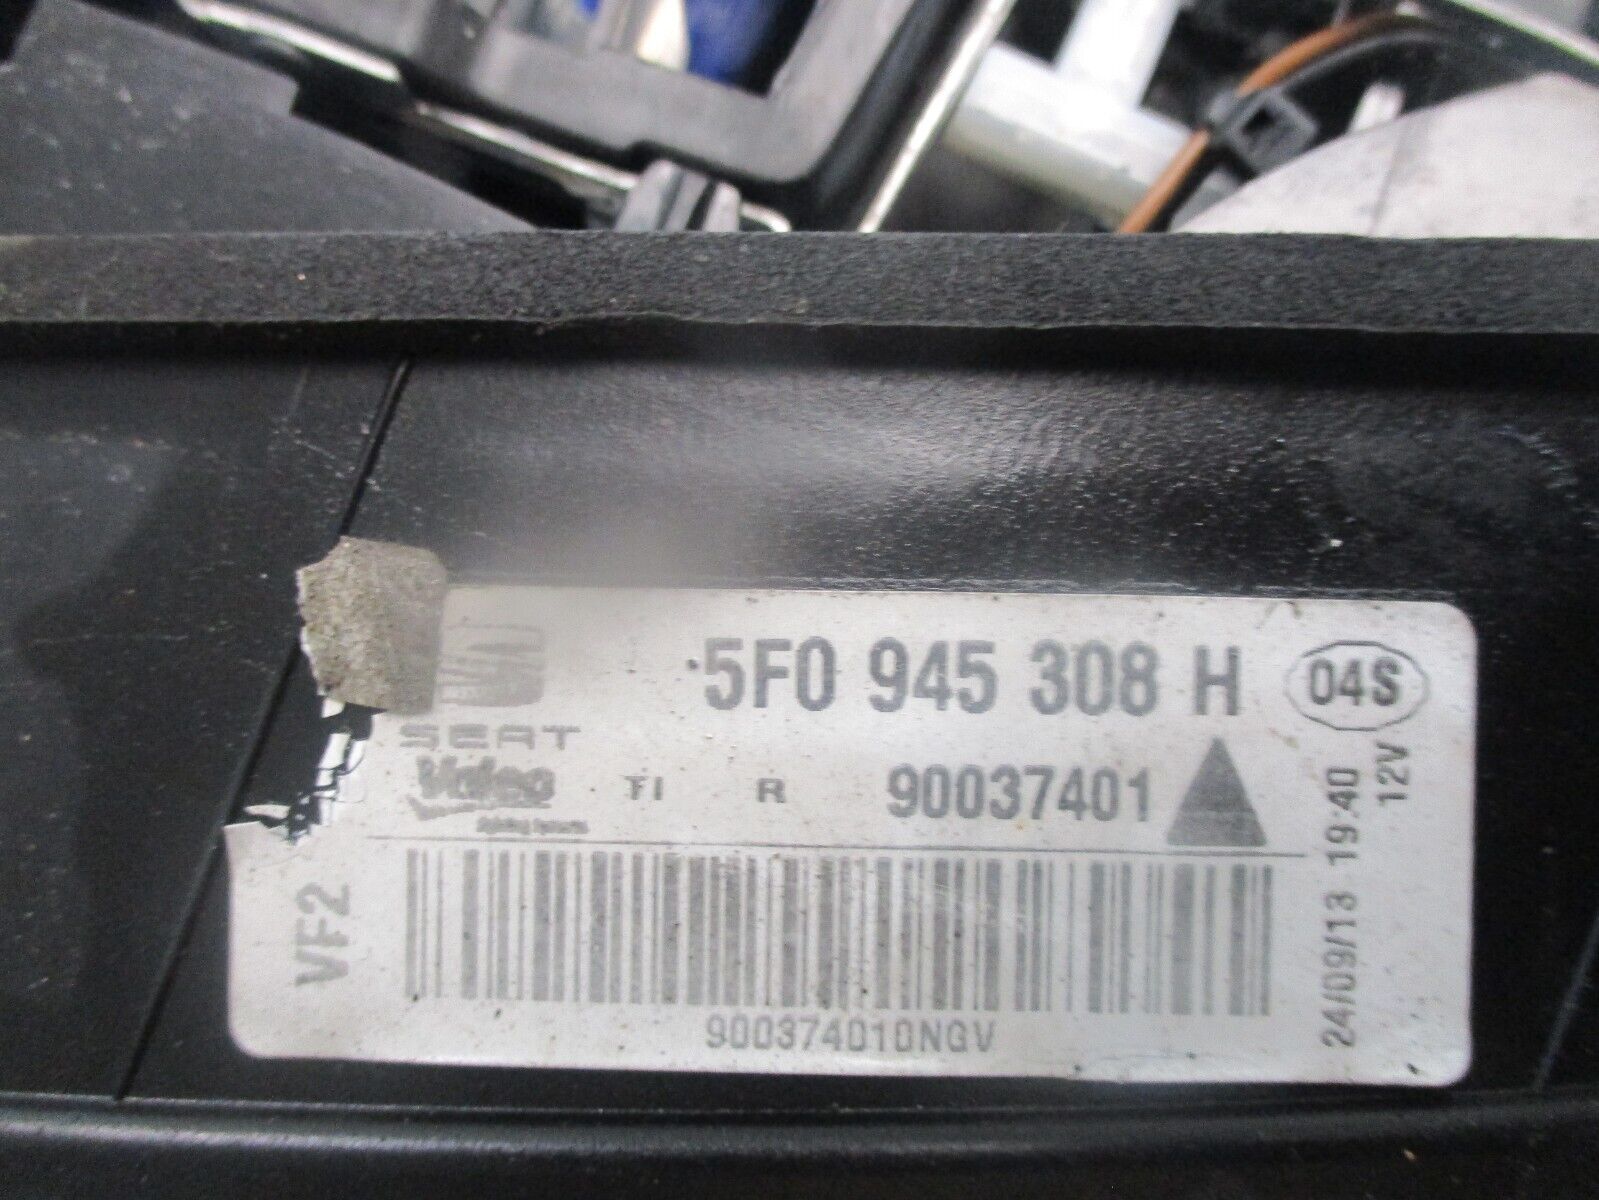 5F0 945 308 H 04S
SEAT
Valeo TI R 90037401
12V
VF2
24/09/13 19:40
900374010NGV